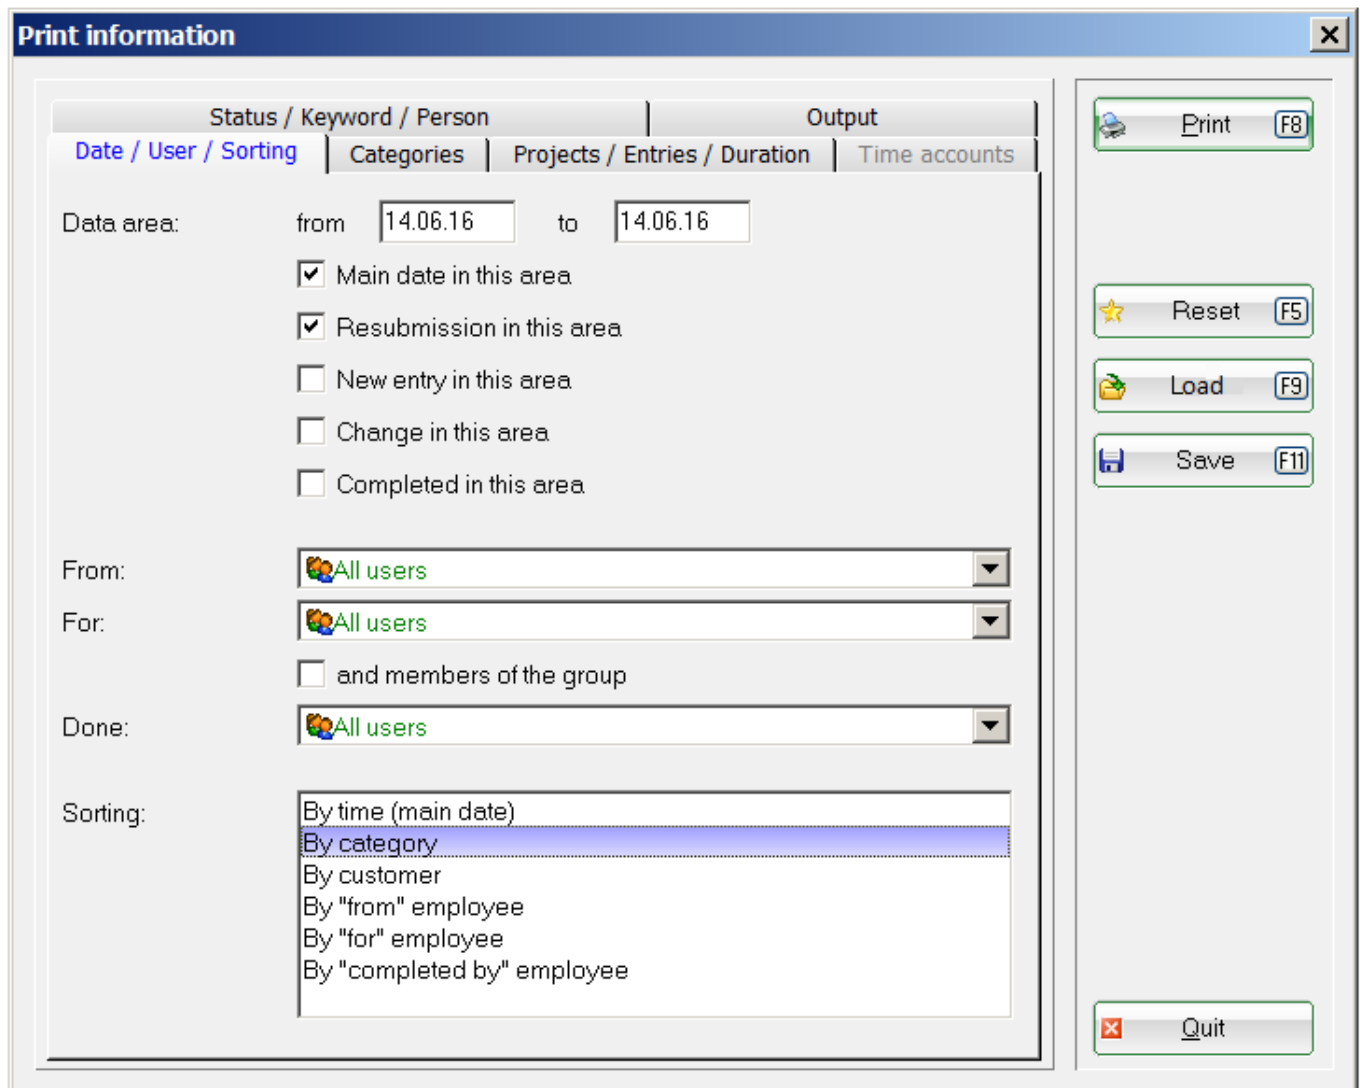 Print information
Status / Keyword / Person Output
Date / User / Sorting Categories Projects / Entries / Duration Time accounts
Data area: from 14.06.16 to 14.06.16
Main date in this area
Resubmission in this area
New entry in this area
Change in this area
Completed in this area
From: All users
For: All users
and members of the group
Done: All users
Sorting: By time (main date)
By category
By customer
By "from" employee
By "for" employee
By "completed by" employee
Print F8
Reset F5
Load F9
Save F11
Quit